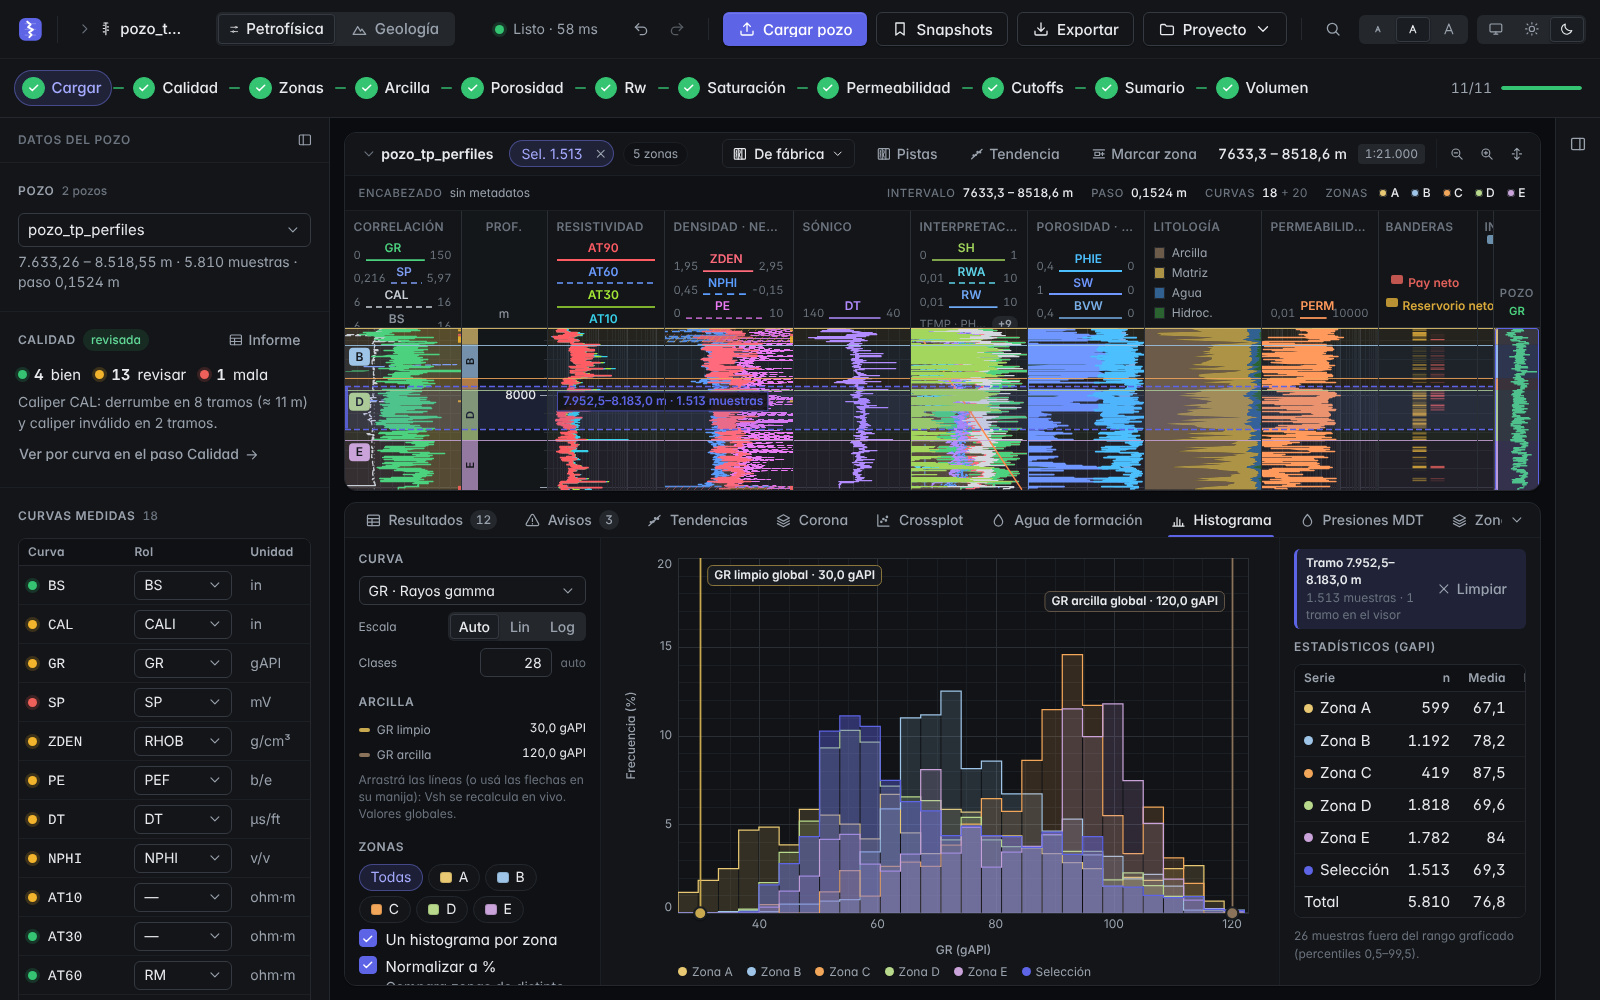 pozo_t...
Petrofísica
Geología
Listo · 58 ms
Cargar pozo
Snapshots
Exportar
Proyecto
A
A
A
Cargar
Calidad
Zonas
Arcilla
Porosidad
Rw
Saturación
Permeabilidad
Cutoffs
Sumario
Volumen
11/11
DATOS DEL POZO
POZO 2 pozos
pozo_tp_perfiles
7.633,26 – 8.518,55 m · 5.810 muestras ·
paso 0,1524 m
CALIDAD revisada
Informe
4 bien
13 revisar
1 mala
Caliper CAL: derrumbe en 8 tramos (≈ 11 m)
y caliper inválido en 2 tramos.
Ver por curva en el paso Calidad →
CURVAS MEDIDAS 18
Curva Rol Unidad
BS BS in
CAL CALI in
GR GR gAPI
SP SP mV
ZDEN RHOB g/cm³
PE PEF b/e
DT DT µs/ft
NPHI NPHI v/v
AT10 — ohm·m
AT30 — ohm·m
AT60 RM ohm·m
pozo_tp_perfiles
Sel. 1.513 ×
5 zonas
De fábrica
Pistas
Tendencia
Marcar zona
7633,3 – 8518,6 m
1:21.000
ENCABEZADO sin metadatos
INTERVALO 7633,3 – 8518,6 m
PASO 0,1524 m
CURVAS 18 + 20
ZONAS A B C D E
CORRELACIÓN
0 GR 150
0,216 SP 5,97
6 CAL 16
6 BS 16
PROF.
m
RESISTIVIDAD
AT90
AT60
AT30
AT10
DENSIDAD · NE...
1,95 ZDEN 2,95
0,45 NPHI -0,15
0 PE 10
SÓNICO
140 DT 40
INTERPRETAC...
0 SH 1
0,01 RWA 10
0,01 RW 10
TEMP · PH +9
POROSIDAD · ...
0,4 PHIE 0
1 SW 0
0,4 BVW 0
LITOLOGÍA
Arcilla
Matriz
Agua
Hidroc.
PERMEABILID...
0,01 PERM 10000
BANDERAS
Pay neto
Reservorio neto
POZO
GR
B
D
E
B
D
E
8000
7.952,5–8.183,0 m · 1.513 muestras
Resultados 12
Avisos 3
Tendencias
Corona
Crossplot
Agua de formación
Histograma
Presiones MDT
CURVA
GR · Rayos gamma
Escala Auto Lin Log
Clases 28 auto
ARCILLA
GR limpio 30,0 gAPI
GR arcilla 120,0 gAPI
Arrastrá las líneas (o usá las flechas en
su manija): Vsh se recalcula en vivo.
Valores globales.
ZONAS
Todas A B
C D E
Un histograma por zona
Normalizar a %
GR limpio global · 30,0 gAPI
GR arcilla global · 120,0 gAPI
Frecuencia (%)
20
15
10
5
0
40 60 80 100 120
GR (gAPI)
Zona A Zona B Zona C Zona D Zona E Selección
Tramo 7.952,5–
8.183,0 m
1.513 muestras · 1
tramo en el visor
× Limpiar
ESTADÍSTICOS (GAPI)
Serie n Media
Zona A 599 67,1
Zona B 1.192 78,2
Zona C 419 87,5
Zona D 1.818 69,6
Zona E 1.782 84
Selección 1.513 69,3
Total 5.810 76,8
26 muestras fuera del rango graficado
(percentiles 0,5–99,5).